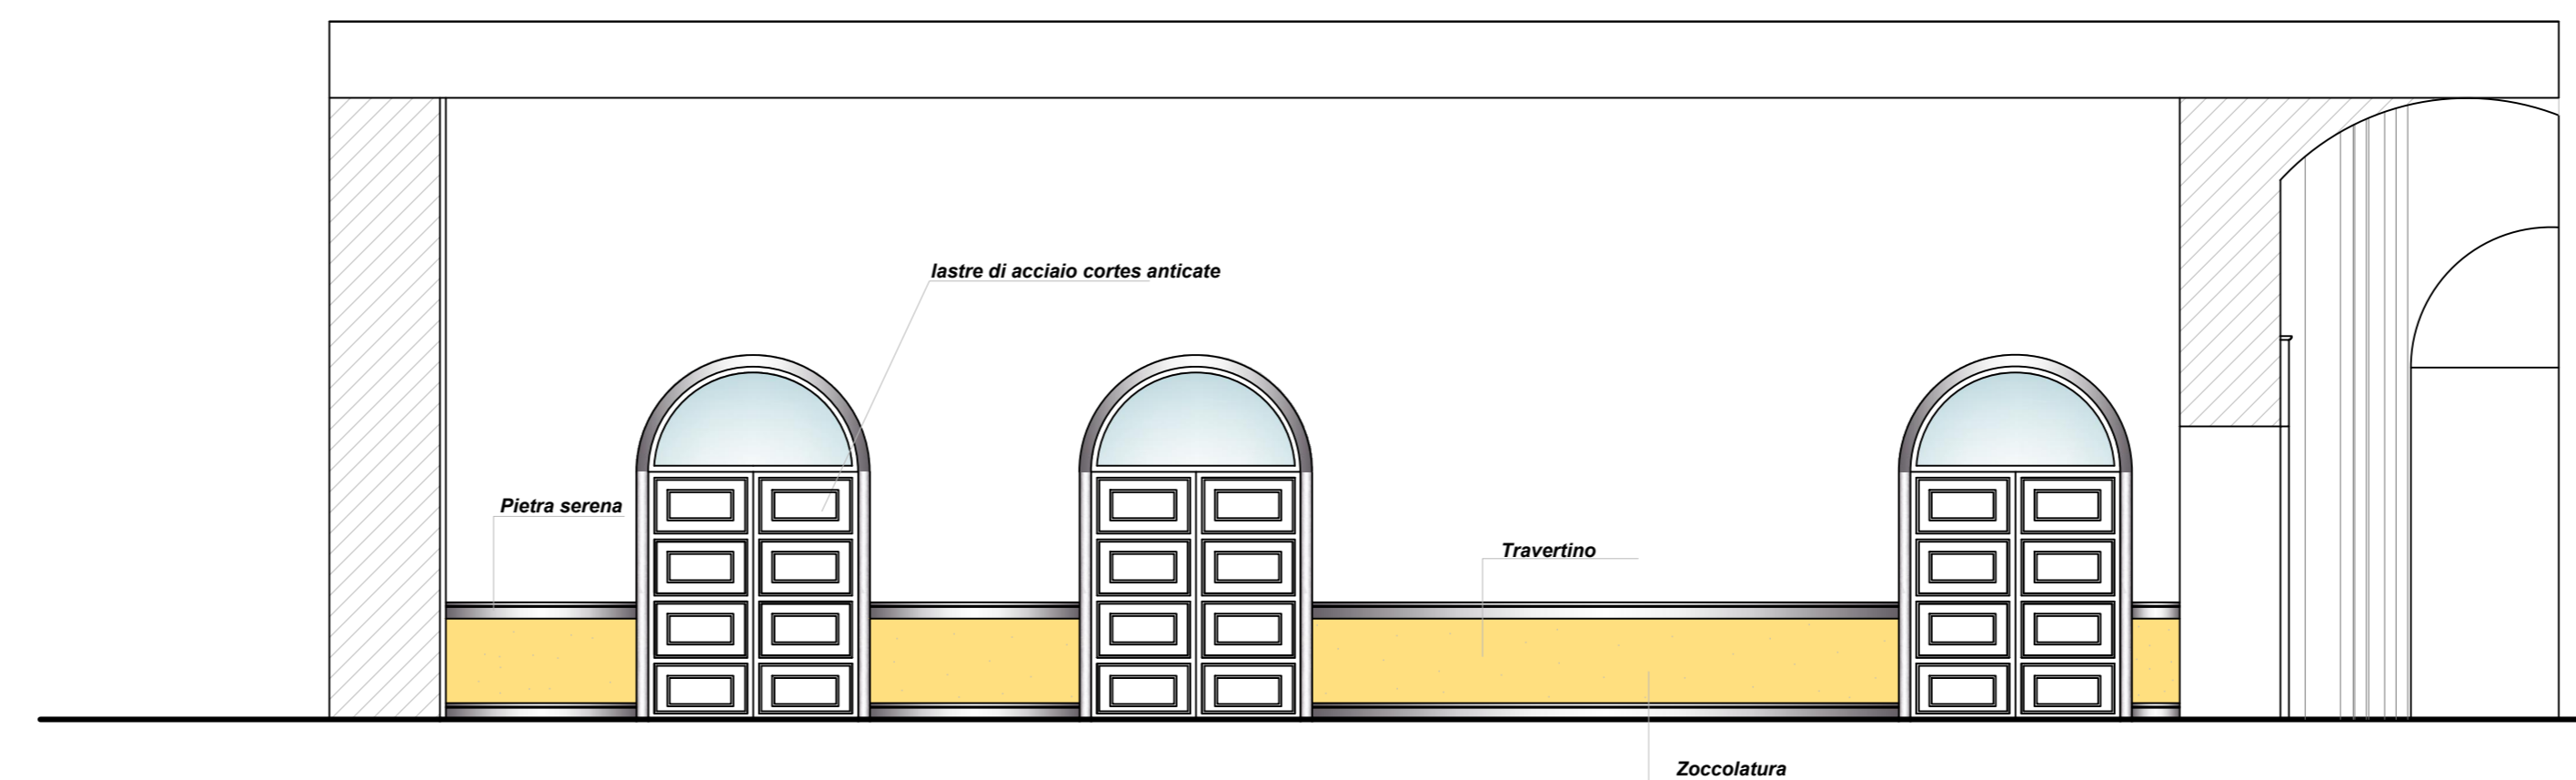 lastre di acciaio cortes anticate
Pietra serena
Travertino
Zoccolatura